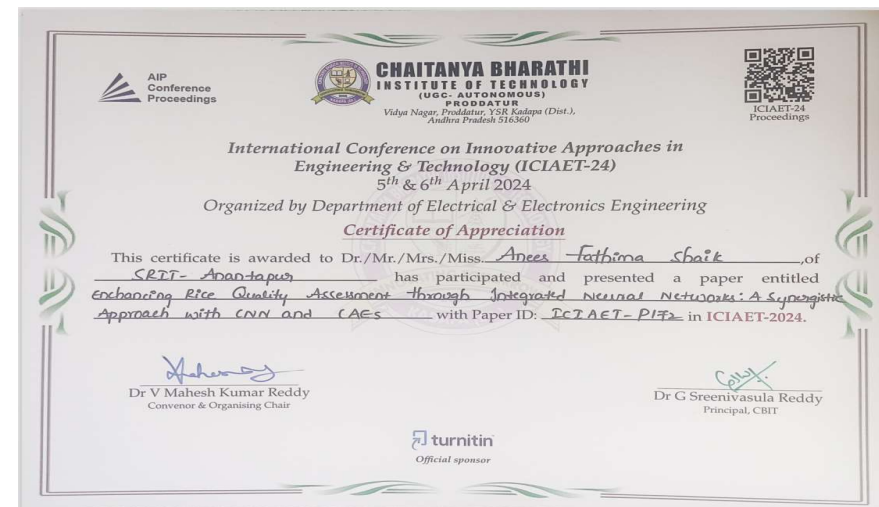 AIP
Conference
Proceedings
CHAITANYA BHARATHI
INSTITUTE OF TECHNOLOGY
(UGC- AUTONOMOUS)
PRODDATUR
Vidya Nagar, Proddatur, YSR Kadapa (Dist.),
Andhra Pradesh 516360
ICIAET-24
Proceedings
International Conference on Innovative Approaches in
Engineering & Technology (ICIAET-24)
5th & 6th April 2024
Organized by Department of Electrical & Electronics Engineering
Certificate of Appreciation
This certificate is awarded to Dr./Mr./Mrs./Miss. Anees Fathima Shaik ,of
SRIT- Anantapur has participated and presented a paper entitled
Enchancing Rice Quality Assessment through Integrated Neural Networks: A Synergistic
Approach with CNN and CAEs with Paper ID: ICIAET-P172 in ICIAET-2024.
Dr V Mahesh Kumar Reddy
Convenor & Organising Chair
Dr G Sreenivasula Reddy
Principal, CBIT
turnitin
Official sponsor